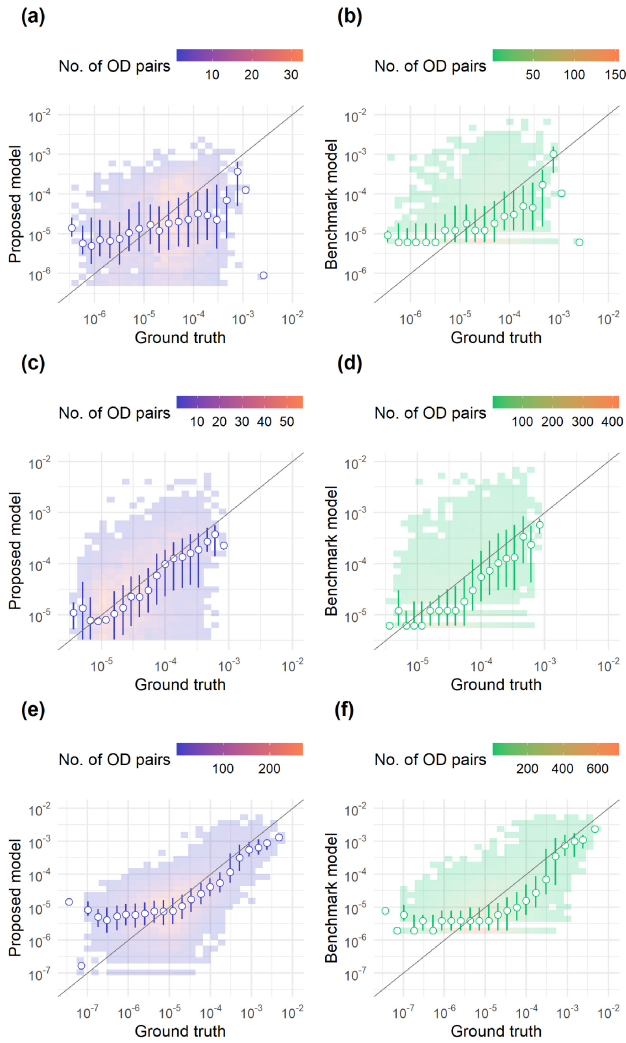 (a)
No. of OD pairs
10 20 30
Proposed model
10⁻²
10⁻³
10⁻⁴
10⁻⁵
10⁻⁶
10⁻⁶ 10⁻⁵ 10⁻⁴ 10⁻³ 10⁻²
Ground truth
(b)
No. of OD pairs
50 100 150
Benchmark model
10⁻²
10⁻³
10⁻⁴
10⁻⁵
10⁻⁶
10⁻⁶ 10⁻⁵ 10⁻⁴ 10⁻³ 10⁻²
Ground truth
(c)
No. of OD pairs
10 20 30 40 50
Proposed model
10⁻²
10⁻³
10⁻⁴
10⁻⁵
10⁻⁵ 10⁻⁴ 10⁻³ 10⁻²
Ground truth
(d)
No. of OD pairs
100 200 300 400
Benchmark model
10⁻²
10⁻³
10⁻⁴
10⁻⁵
10⁻⁵ 10⁻⁴ 10⁻³ 10⁻²
Ground truth
(e)
No. of OD pairs
100 200
Proposed model
10⁻²
10⁻³
10⁻⁴
10⁻⁵
10⁻⁶
10⁻⁷
10⁻⁷ 10⁻⁶ 10⁻⁵ 10⁻⁴ 10⁻³ 10⁻²
Ground truth
(f)
No. of OD pairs
200 400 600
Benchmark model
10⁻²
10⁻³
10⁻⁴
10⁻⁵
10⁻⁶
10⁻⁷
10⁻⁷ 10⁻⁶ 10⁻⁵ 10⁻⁴ 10⁻³ 10⁻²
Ground truth